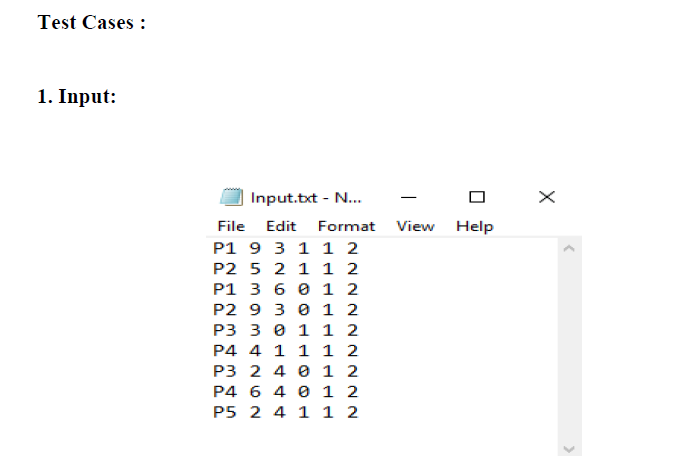 Test Cases :
1. Input:
Input.txt - N...
File Edit Format View Help
P1 9 3 1 1 2
P2 5 2 1 1 2
P1 3 6 0 1 2
P2 9 3 0 1 2
P3 3 0 1 1 2
P4 4 1 1 1 2
P3 2 4 0 1 2
P4 6 4 0 1 2
P5 2 4 1 1 2